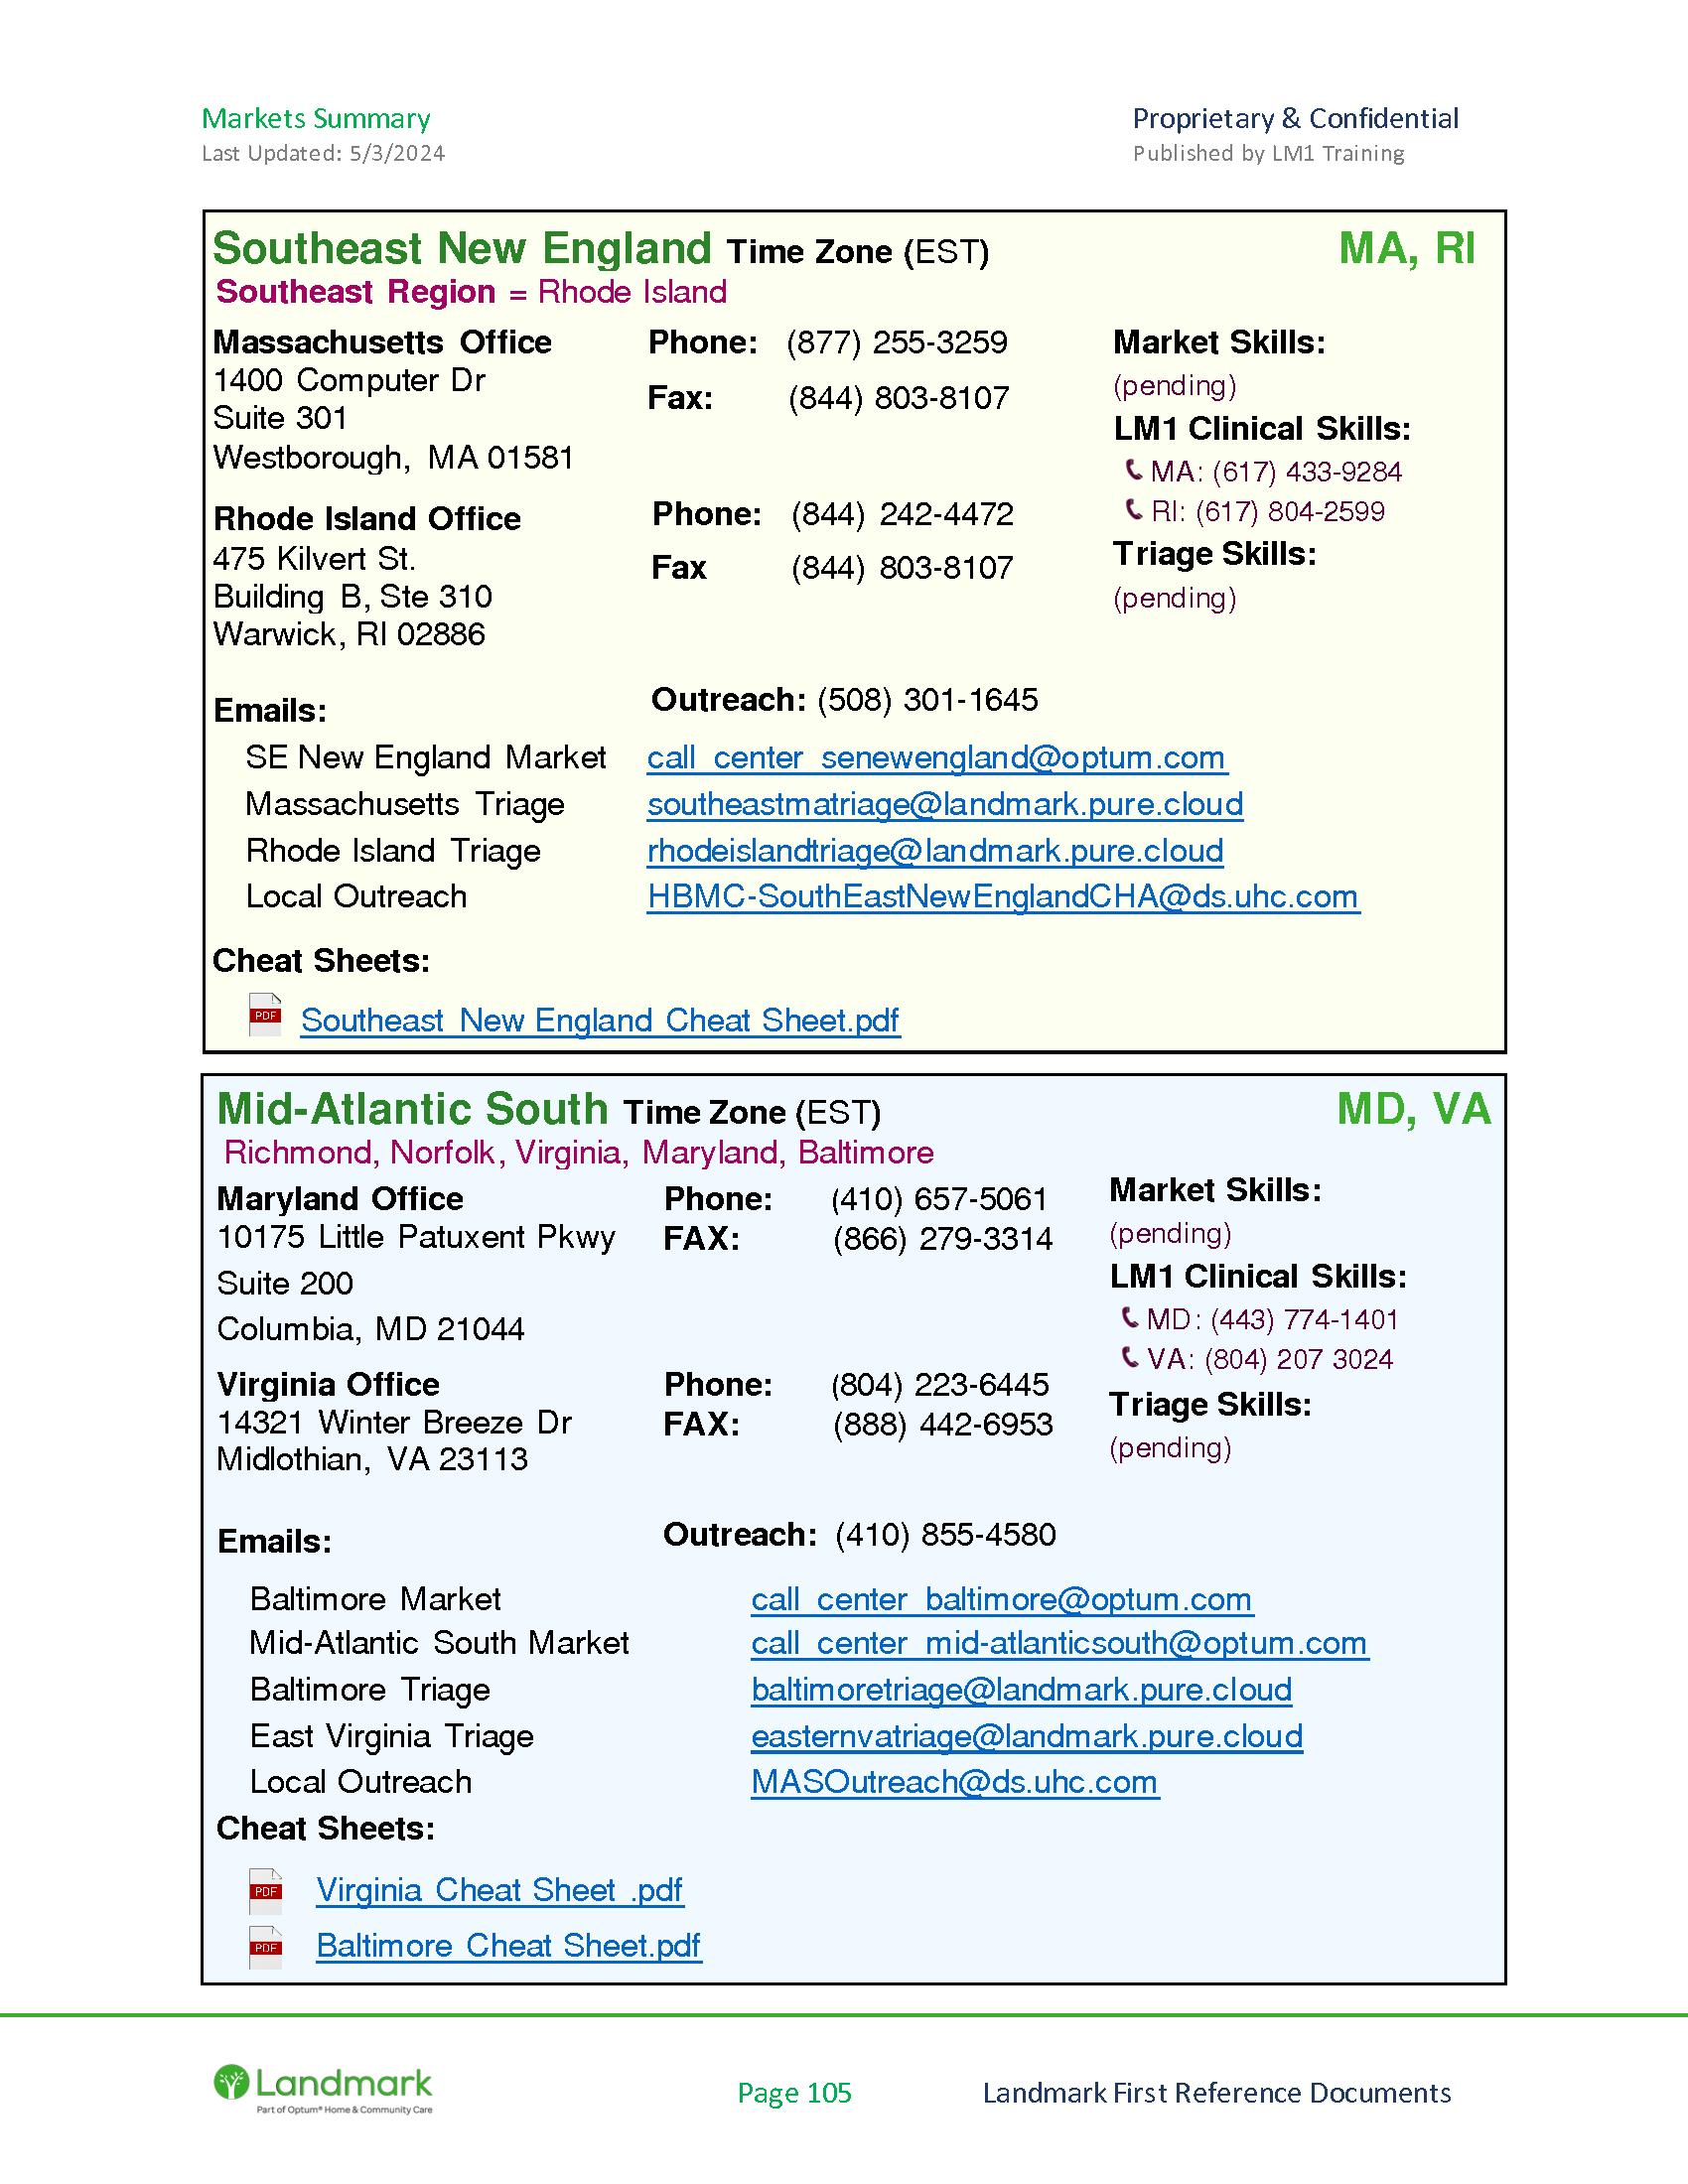 Markets Summary
Last Updated: 5/3/2024
Proprietary & Confidential
Published by LM1 Training
Southeast New England Time Zone (EST) MA, RI
Southeast Region = Rhode Island
Massachusetts Office
1400 Computer Dr
Suite 301
Westborough, MA 01581
Phone: (877) 255-3259
Fax: (844) 803-8107
Rhode Island Office
475 Kilvert St.
Building B, Ste 310
Warwick, RI 02886
Phone: (844) 242-4472
Fax (844) 803-8107
Market Skills:
(pending)
LM1 Clinical Skills:
MA: (617) 433-9284
RI: (617) 804-2599
Triage Skills:
(pending)
Emails:
Outreach: (508) 301-1645
SE New England Market call_center_senewengland@optum.com
Massachusetts Triage southeastmatriage@landmark.pure.cloud
Rhode Island Triage rhodeislandtriage@landmark.pure.cloud
Local Outreach HBMC-SouthEastNewEnglandCHA@ds.uhc.com
Cheat Sheets:
PDF Southeast New England Cheat Sheet.pdf
Mid-Atlantic South Time Zone (EST) MD, VA
Richmond, Norfolk, Virginia, Maryland, Baltimore
Maryland Office
10175 Little Patuxent Pkwy
Suite 200
Columbia, MD 21044
Phone: (410) 657-5061
FAX: (866) 279-3314
Virginia Office
14321 Winter Breeze Dr
Midlothian, VA 23113
Phone: (804) 223-6445
FAX: (888) 442-6953
Market Skills:
(pending)
LM1 Clinical Skills:
MD: (443) 774-1401
VA: (804) 207 3024
Triage Skills:
(pending)
Emails:
Outreach: (410) 855-4580
Baltimore Market call_center_baltimore@optum.com
Mid-Atlantic South Market call_center_mid-atlanticsouth@optum.com
Baltimore Triage baltimoretriage@landmark.pure.cloud
East Virginia Triage easternvatriage@landmark.pure.cloud
Local Outreach MASOutreach@ds.uhc.com
Cheat Sheets:
PDF Virginia Cheat Sheet .pdf
PDF Baltimore Cheat Sheet.pdf
Landmark
Part of Optum® Home & Community Care
Page 105
Landmark First Reference Documents